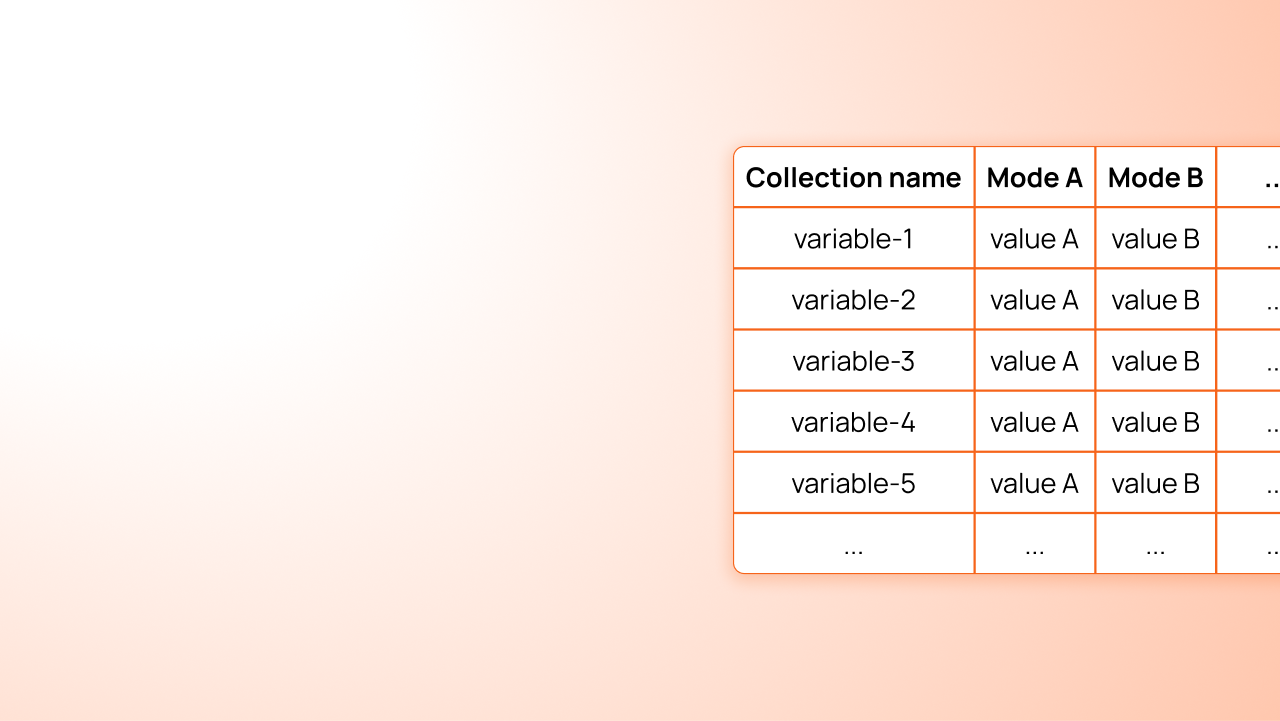 Collection name Mode A Mode B ..
variable-1 value A value B ..
variable-2 value A value B ..
variable-3 value A value B ..
variable-4 value A value B ..
variable-5 value A value B ..
... ... ... ..